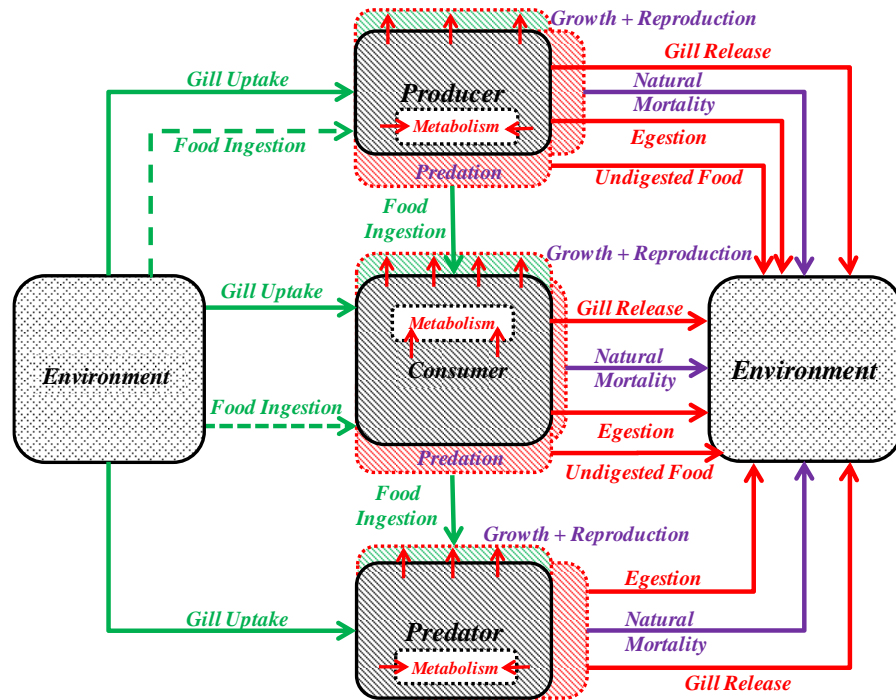 Growth + Reproduction
Gill Release
Gill Uptake
Producer
Natural
Mortality
Metabolism
Food Ingestion
Egestion
Predation
Undigested Food
Food
Ingestion
Growth + Reproduction
Gill Uptake
Gill Release
Metabolism
Environment
Consumer
Natural
Mortality
Environment
Food Ingestion
Egestion
Predation
Undigested Food
Food
Ingestion
Growth + Reproduction
Egestion
Gill Uptake
Predator
Natural
Mortality
Metabolism
Gill Release